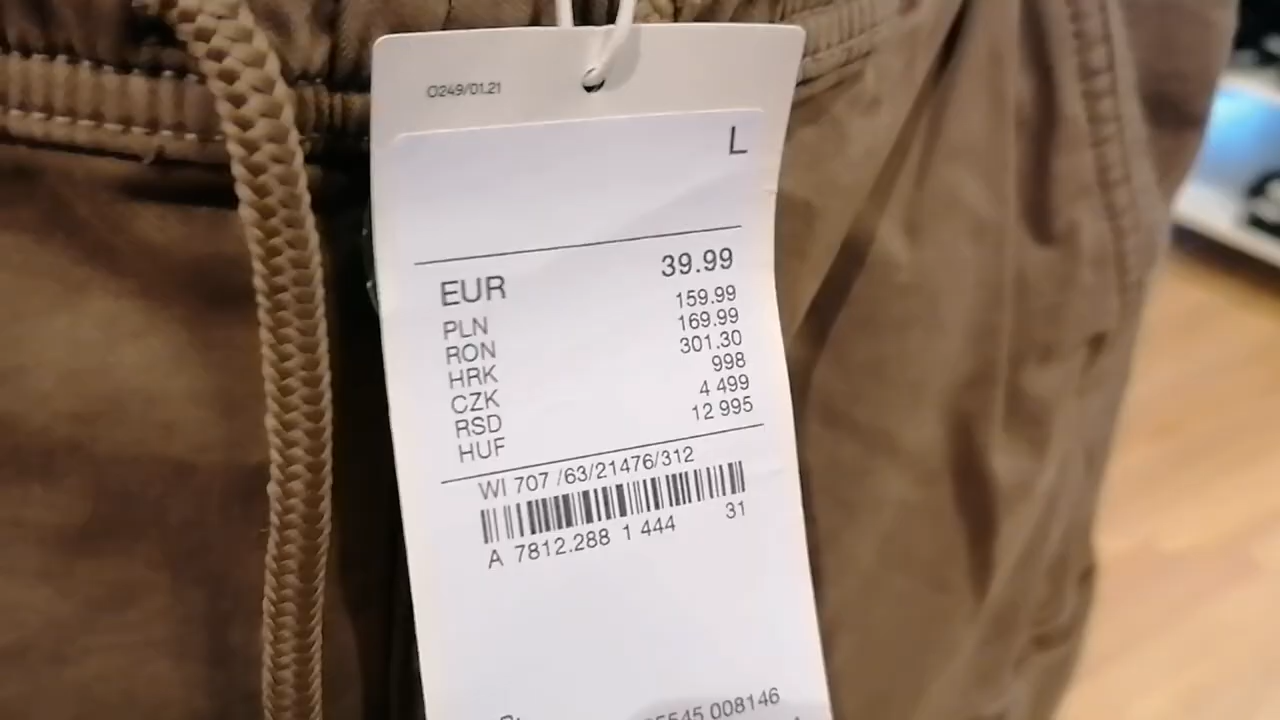 O249/01.21
L
EUR 39.99
PLN 159.99
RON 169.99
HRK 301.30
CZK 998
RSD 4 499
HUF 12 995
WI 707 /63/21476/312
A 7812.288 1 444 31
5545 008146